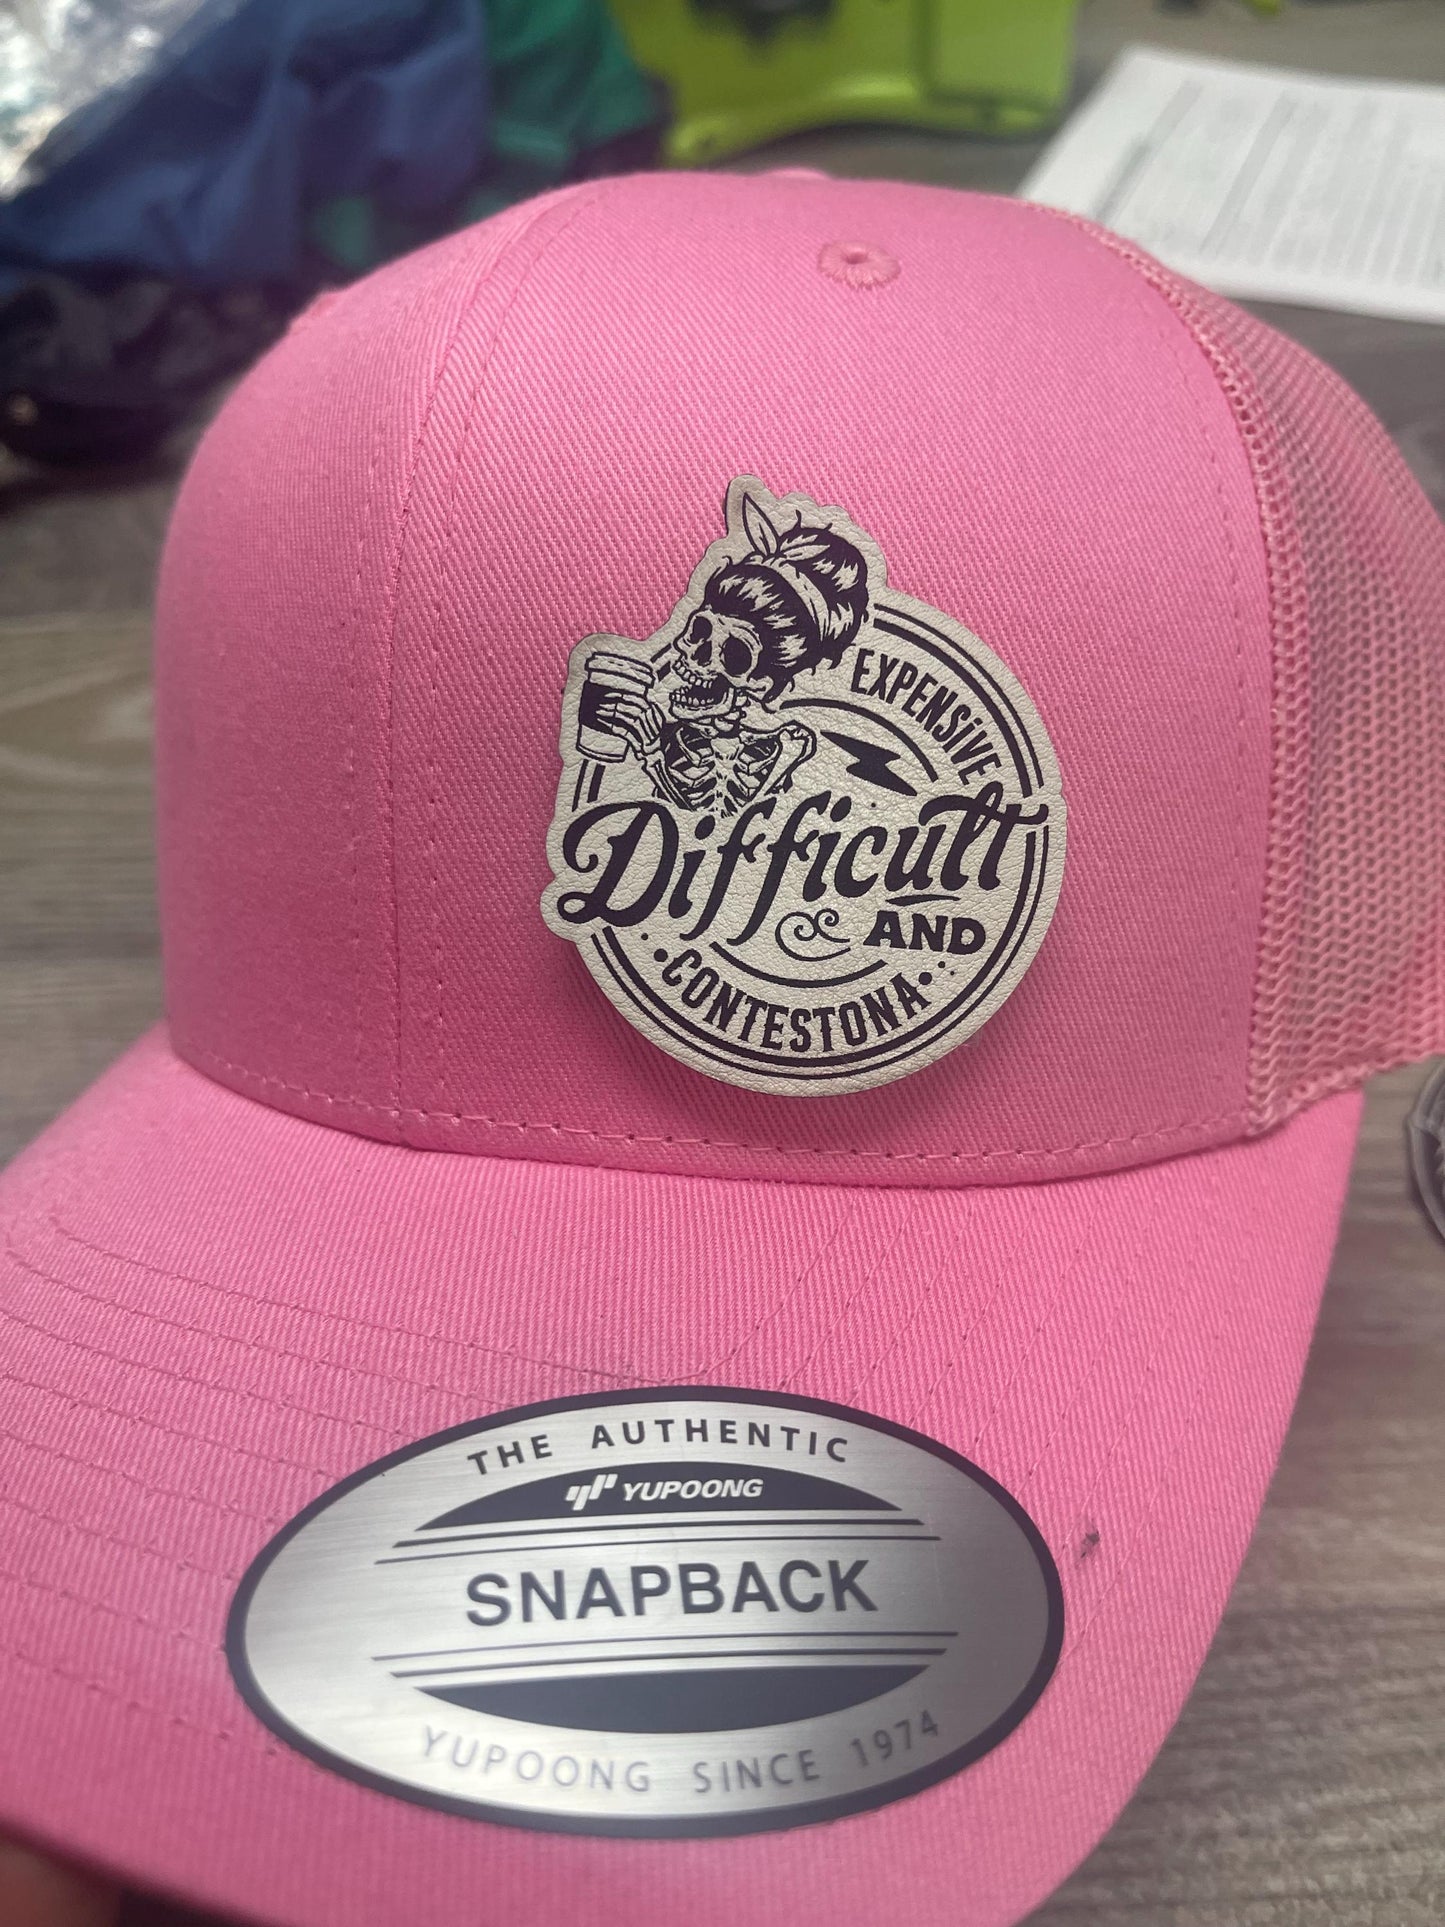 EXPENSiVE
Difficult
AND
CONTESTONA
THE AUTHENTIC
YUPOONG
SNAPBACK
YUPOONG SINCE 1974